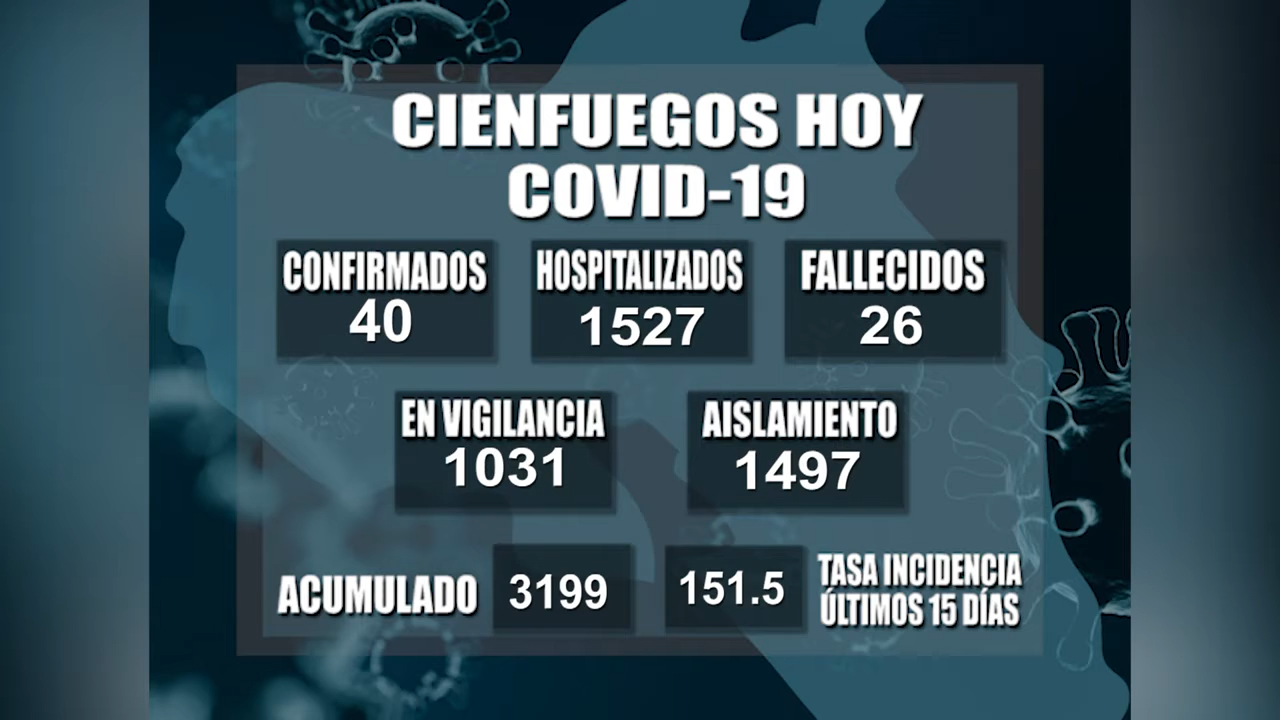 CIENFUEGOS HOY
COVID-19
CONFIRMADOS
40
HOSPITALIZADOS
1527
FALLECIDOS
26
EN VIGILANCIA
1031
AISLAMIENTO
1497
ACUMULADO
3199
151.5
TASA INCIDENCIA
ÚLTIMOS 15 DÍAS